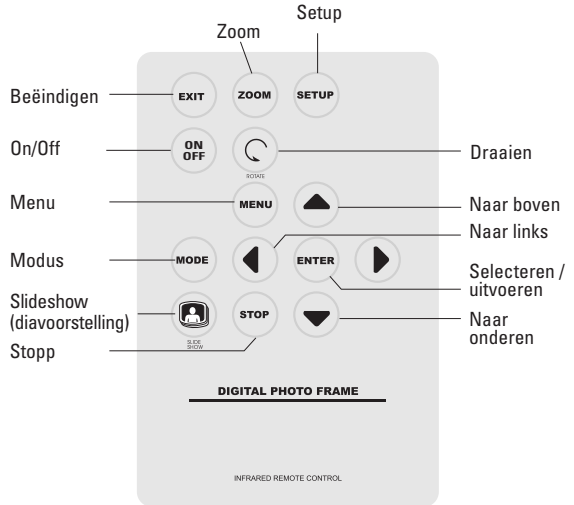 Setup
Zoom
Beëindigen
EXIT
ZOOM
SETUP
On/Off
ON
OFF
ROTATE
Draaien
Menu
MENU
Naar boven
Naar links
Modus
MODE
ENTER
Selecteren /
uitvoeren
Slideshow
(diavoorstelling)
SLIDE
SHOW
STOP
Naar
onderen
Stopp
DIGITAL PHOTO FRAME
INFRARED REMOTE CONTROL